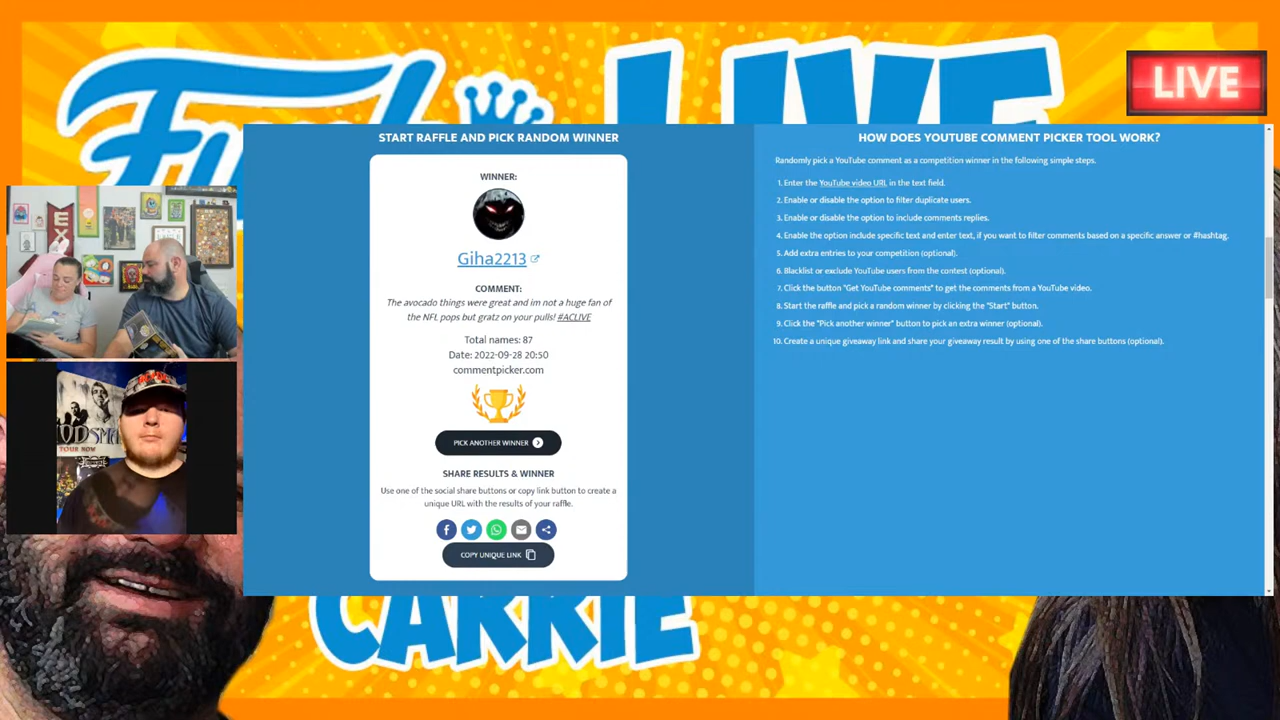 LIVE
LIVE
START RAFFLE AND PICK RANDOM WINNER
WINNER:
Giha2213
COMMENT:
The avocado things were great and im not a huge fan of
the NFL pops but gratz on your pulls! #ACLIVE
Total names: 87
Date: 2022-09-28 20:50
commentpicker.com
PICK ANOTHER WINNER
SHARE RESULTS & WINNER
Use one of the social share buttons or copy link button to create a
unique URL with the results of your raffle.
COPY UNIQUE LINK
HOW DOES YOUTUBE COMMENT PICKER TOOL WORK?
Randomly pick a YouTube comment as a competition winner in the following simple steps.
1. Enter the YouTube video URL in the text field.
2. Enable or disable the option to filter duplicate users.
3. Enable or disable the option to include comments replies.
4. Enable the option include specific text and enter text, if you want to filter comments based on a specific answer or #hashtag.
5. Add extra entries to your competition (optional).
6. Blacklist or exclude YouTube users from the contest (optional).
7. Click the button "Get YouTube comments" to get the comments from a YouTube video.
8. Start the raffle and pick a random winner by clicking the "Start" button.
9. Click the "Pick another winner" button to pick an extra winner (optional).
10. Create a unique giveaway link and share your giveaway result by using one of the share buttons (optional).
TOUR NOW
CARRIE